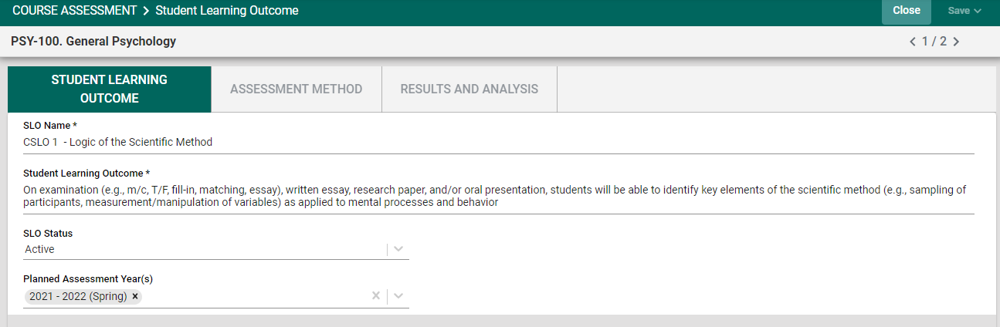 COURSE ASSESSMENT > Student Learning Outcome
Close
Save
PSY-100. General Psychology
< 1 / 2 >
STUDENT LEARNING
OUTCOME
ASSESSMENT METHOD
RESULTS AND ANALYSIS
SLO Name *
CSLO 1  - Logic of the Scientific Method
Student Learning Outcome *
On examination (e.g., m/c, T/F, fill-in, matching, essay), written essay, research paper, and/or oral presentation, students will be able to identify key elements of the scientific method (e.g., sampling of
participants, measurement/manipulation of variables) as applied to mental processes and behavior
SLO Status
Active
Planned Assessment Year(s)
2021 - 2022 (Spring) ×